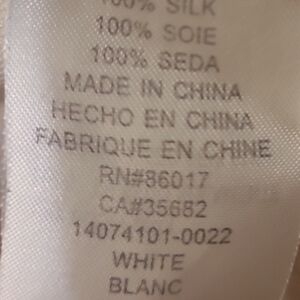 100% SILK
100% SOIE
100% SEDA
MADE IN CHINA
HECHO EN CHINA
FABRIQUE EN CHINE
RN#86017
CA#35682
14074101-0022
WHITE
BLANC